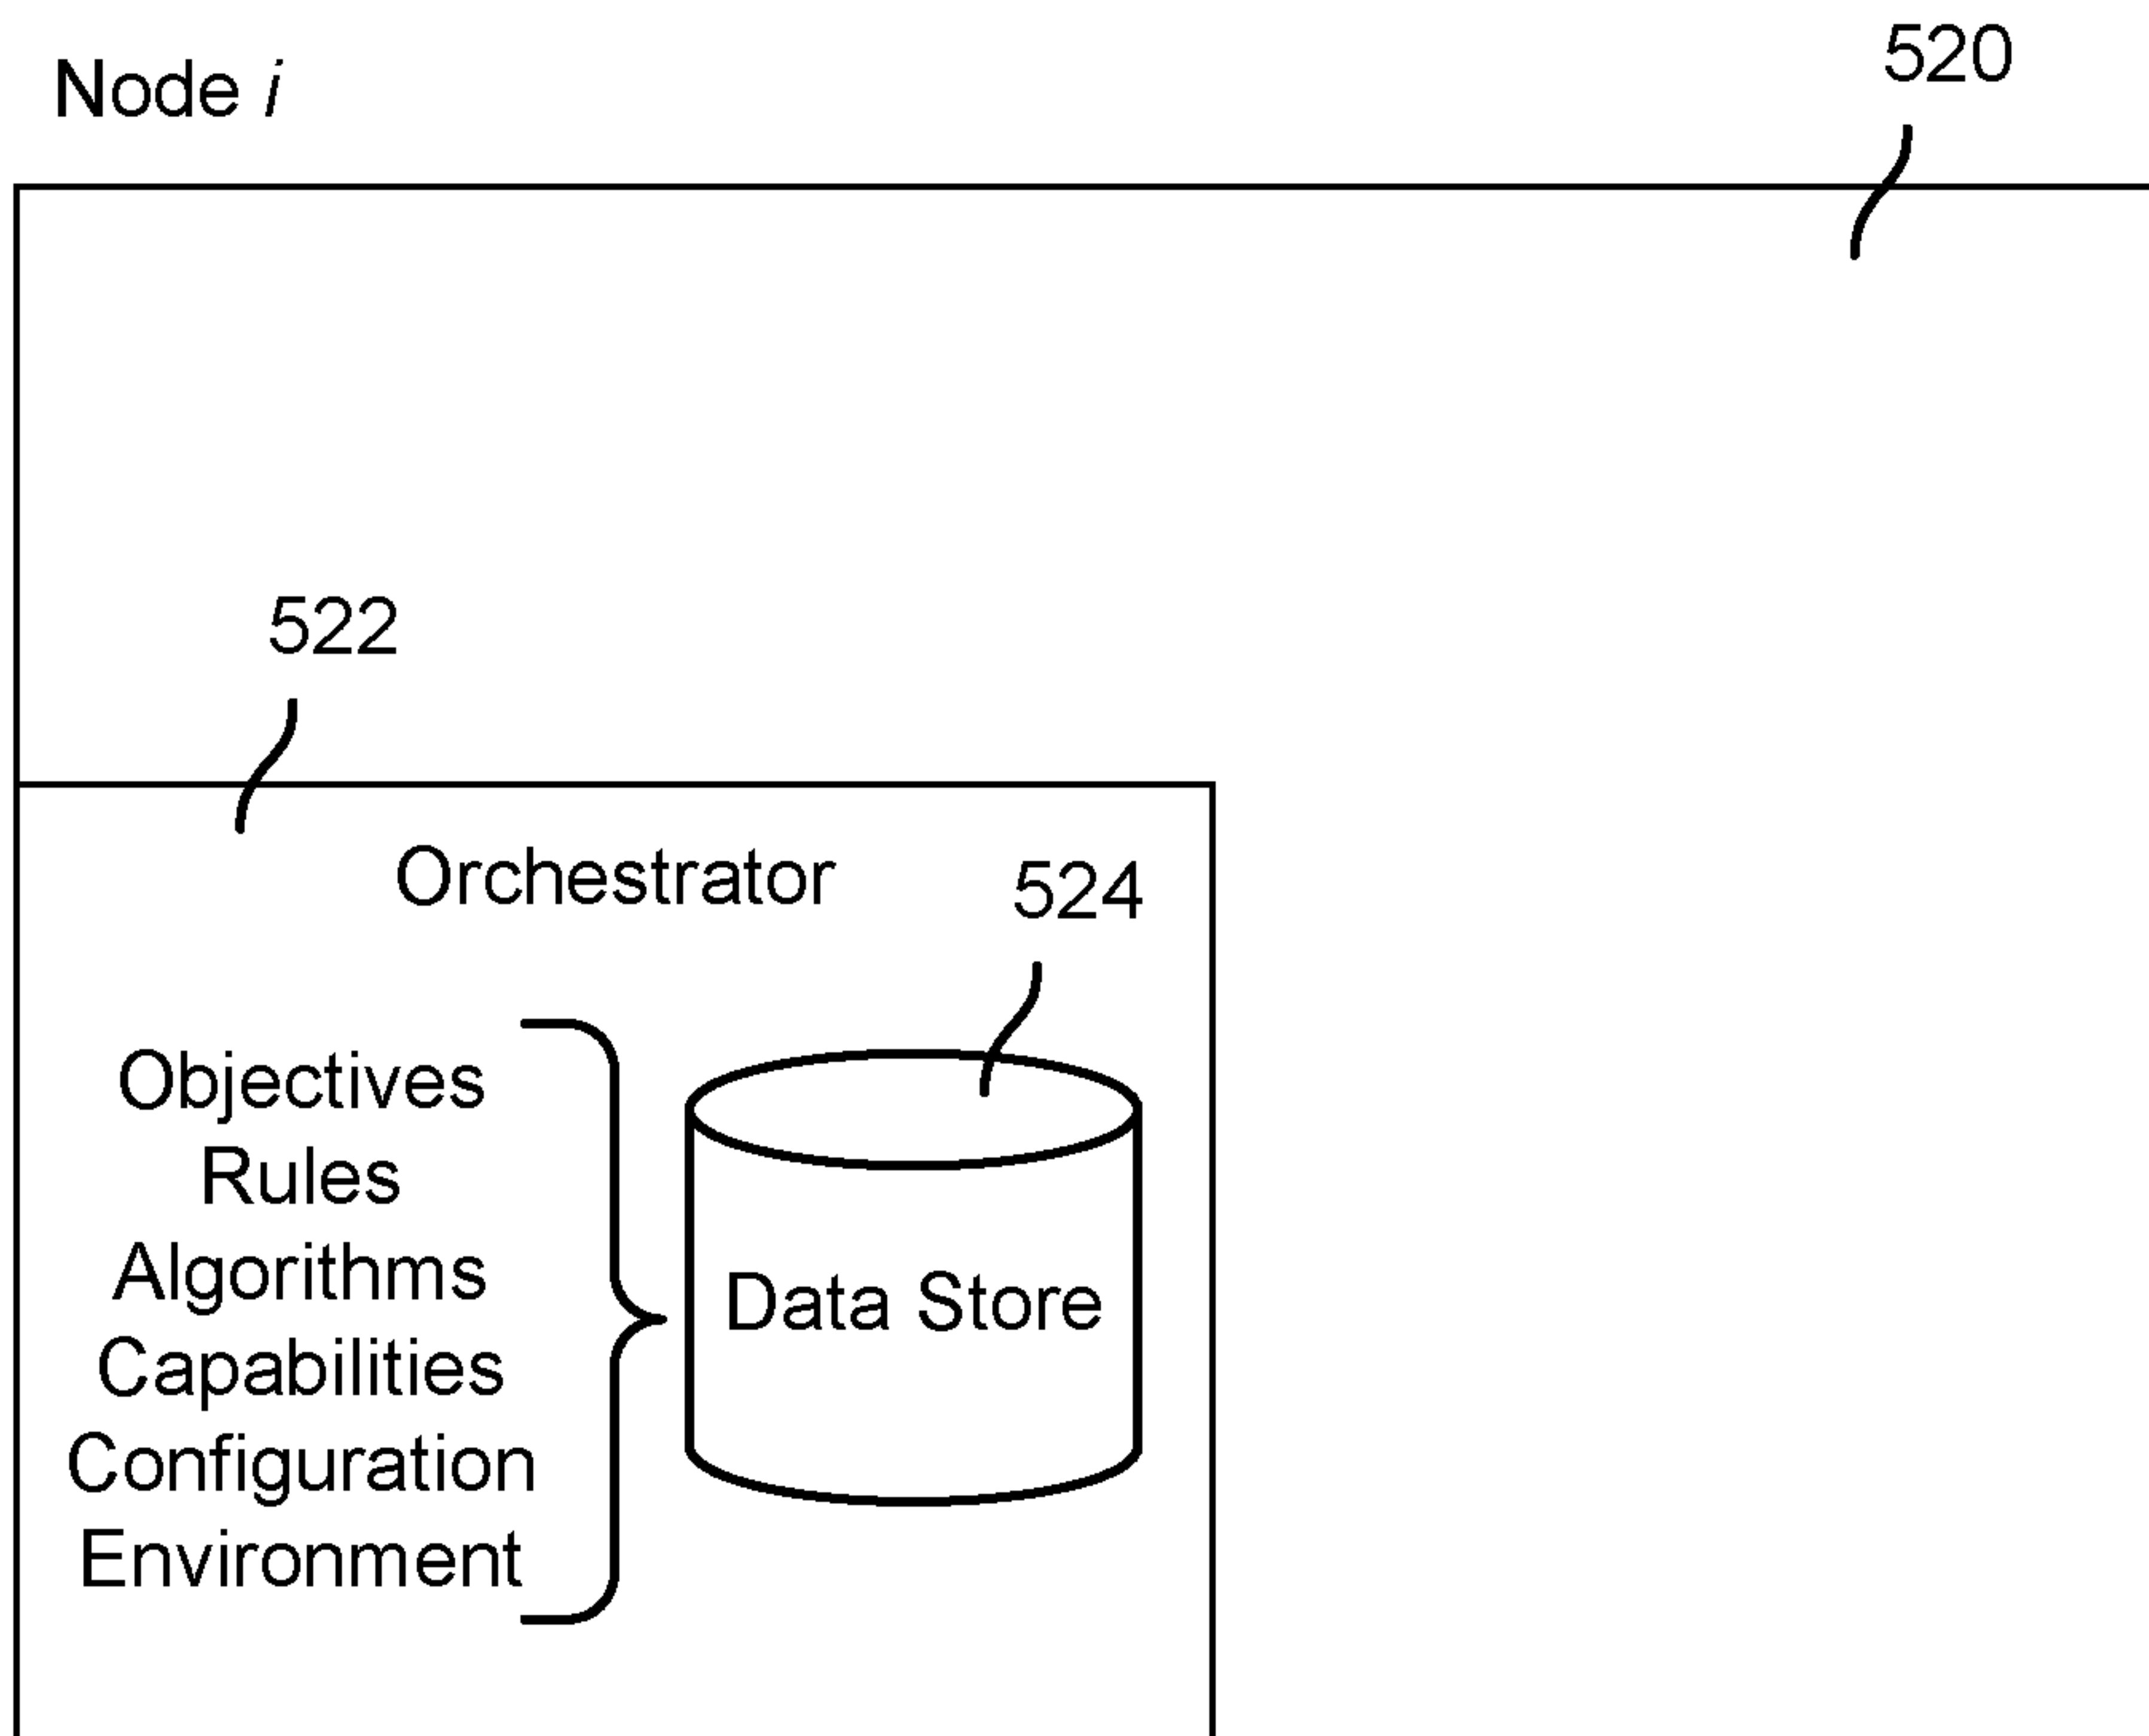 Node i
520
522
Orchestrator
524
Objectives
Rules
Algorithms
Capabilities
Configuration
Environment
Data Store